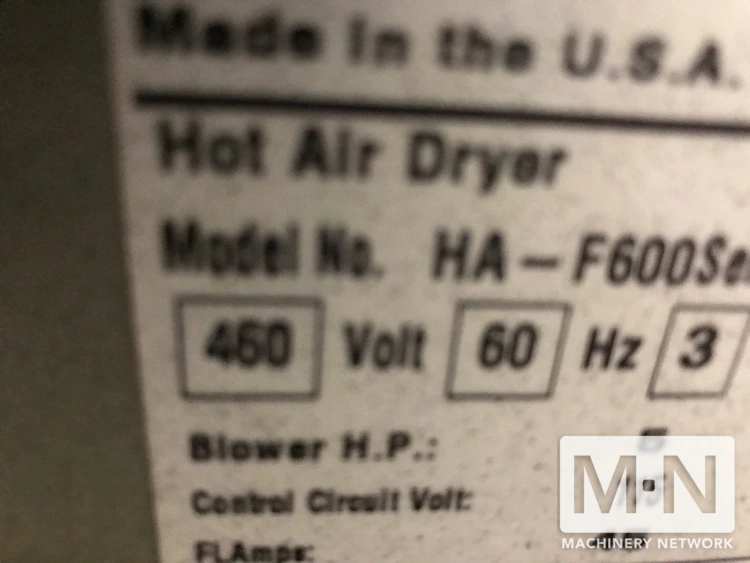 Made in the U.S.A.
Hot Air Dryer
Model No. HA-F600Se
460 Volt 60 Hz 3
Blower H.P.:
Control Circuit Volt:
FLAmps:
MN
MACHINERY NETWORK